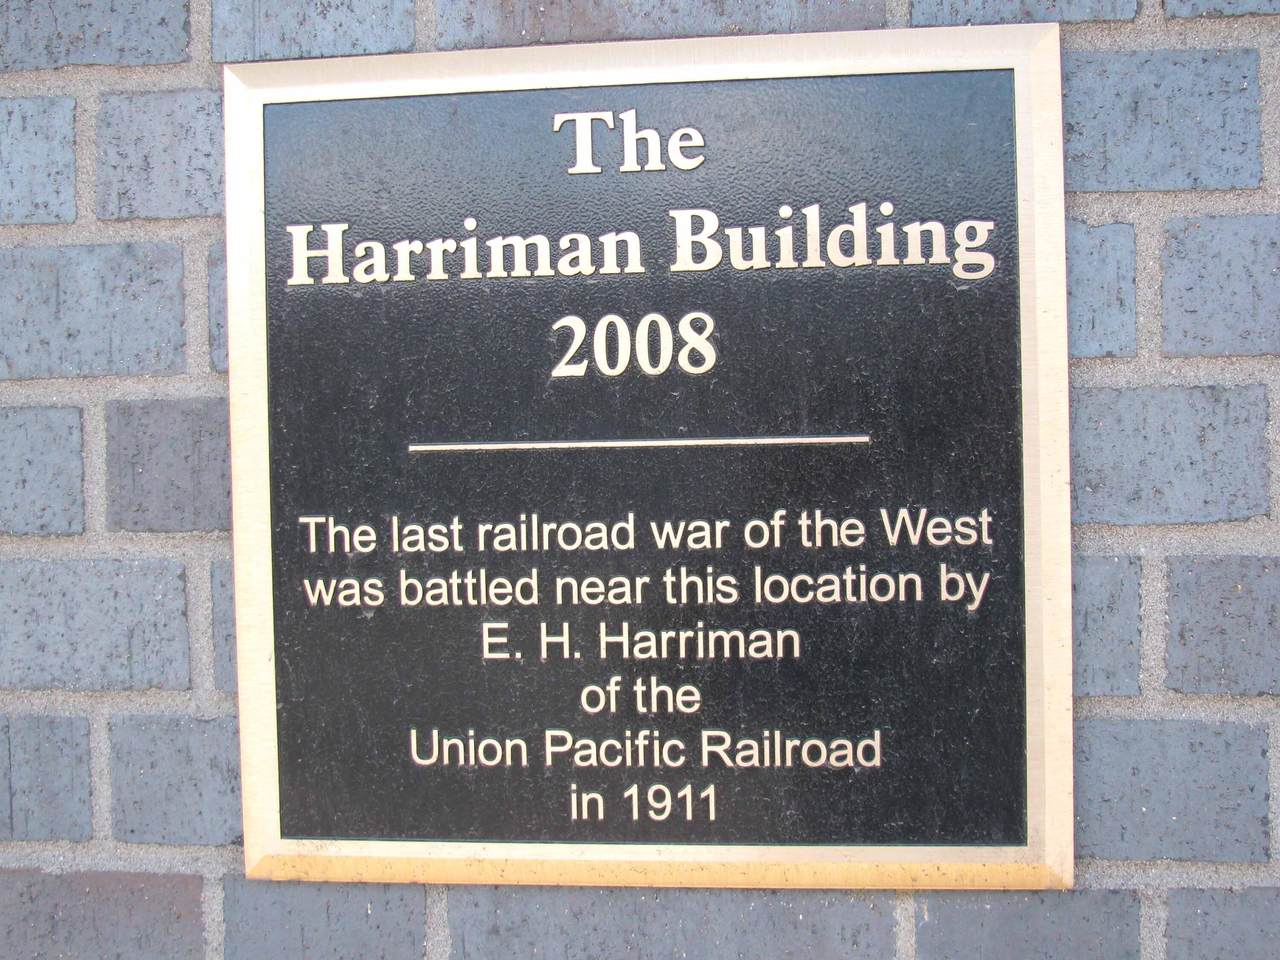 The
Harriman Building
2008
The last railroad war of the West
was battled near this location by
E. H. Harriman
of the
Union Pacific Railroad
in 1911